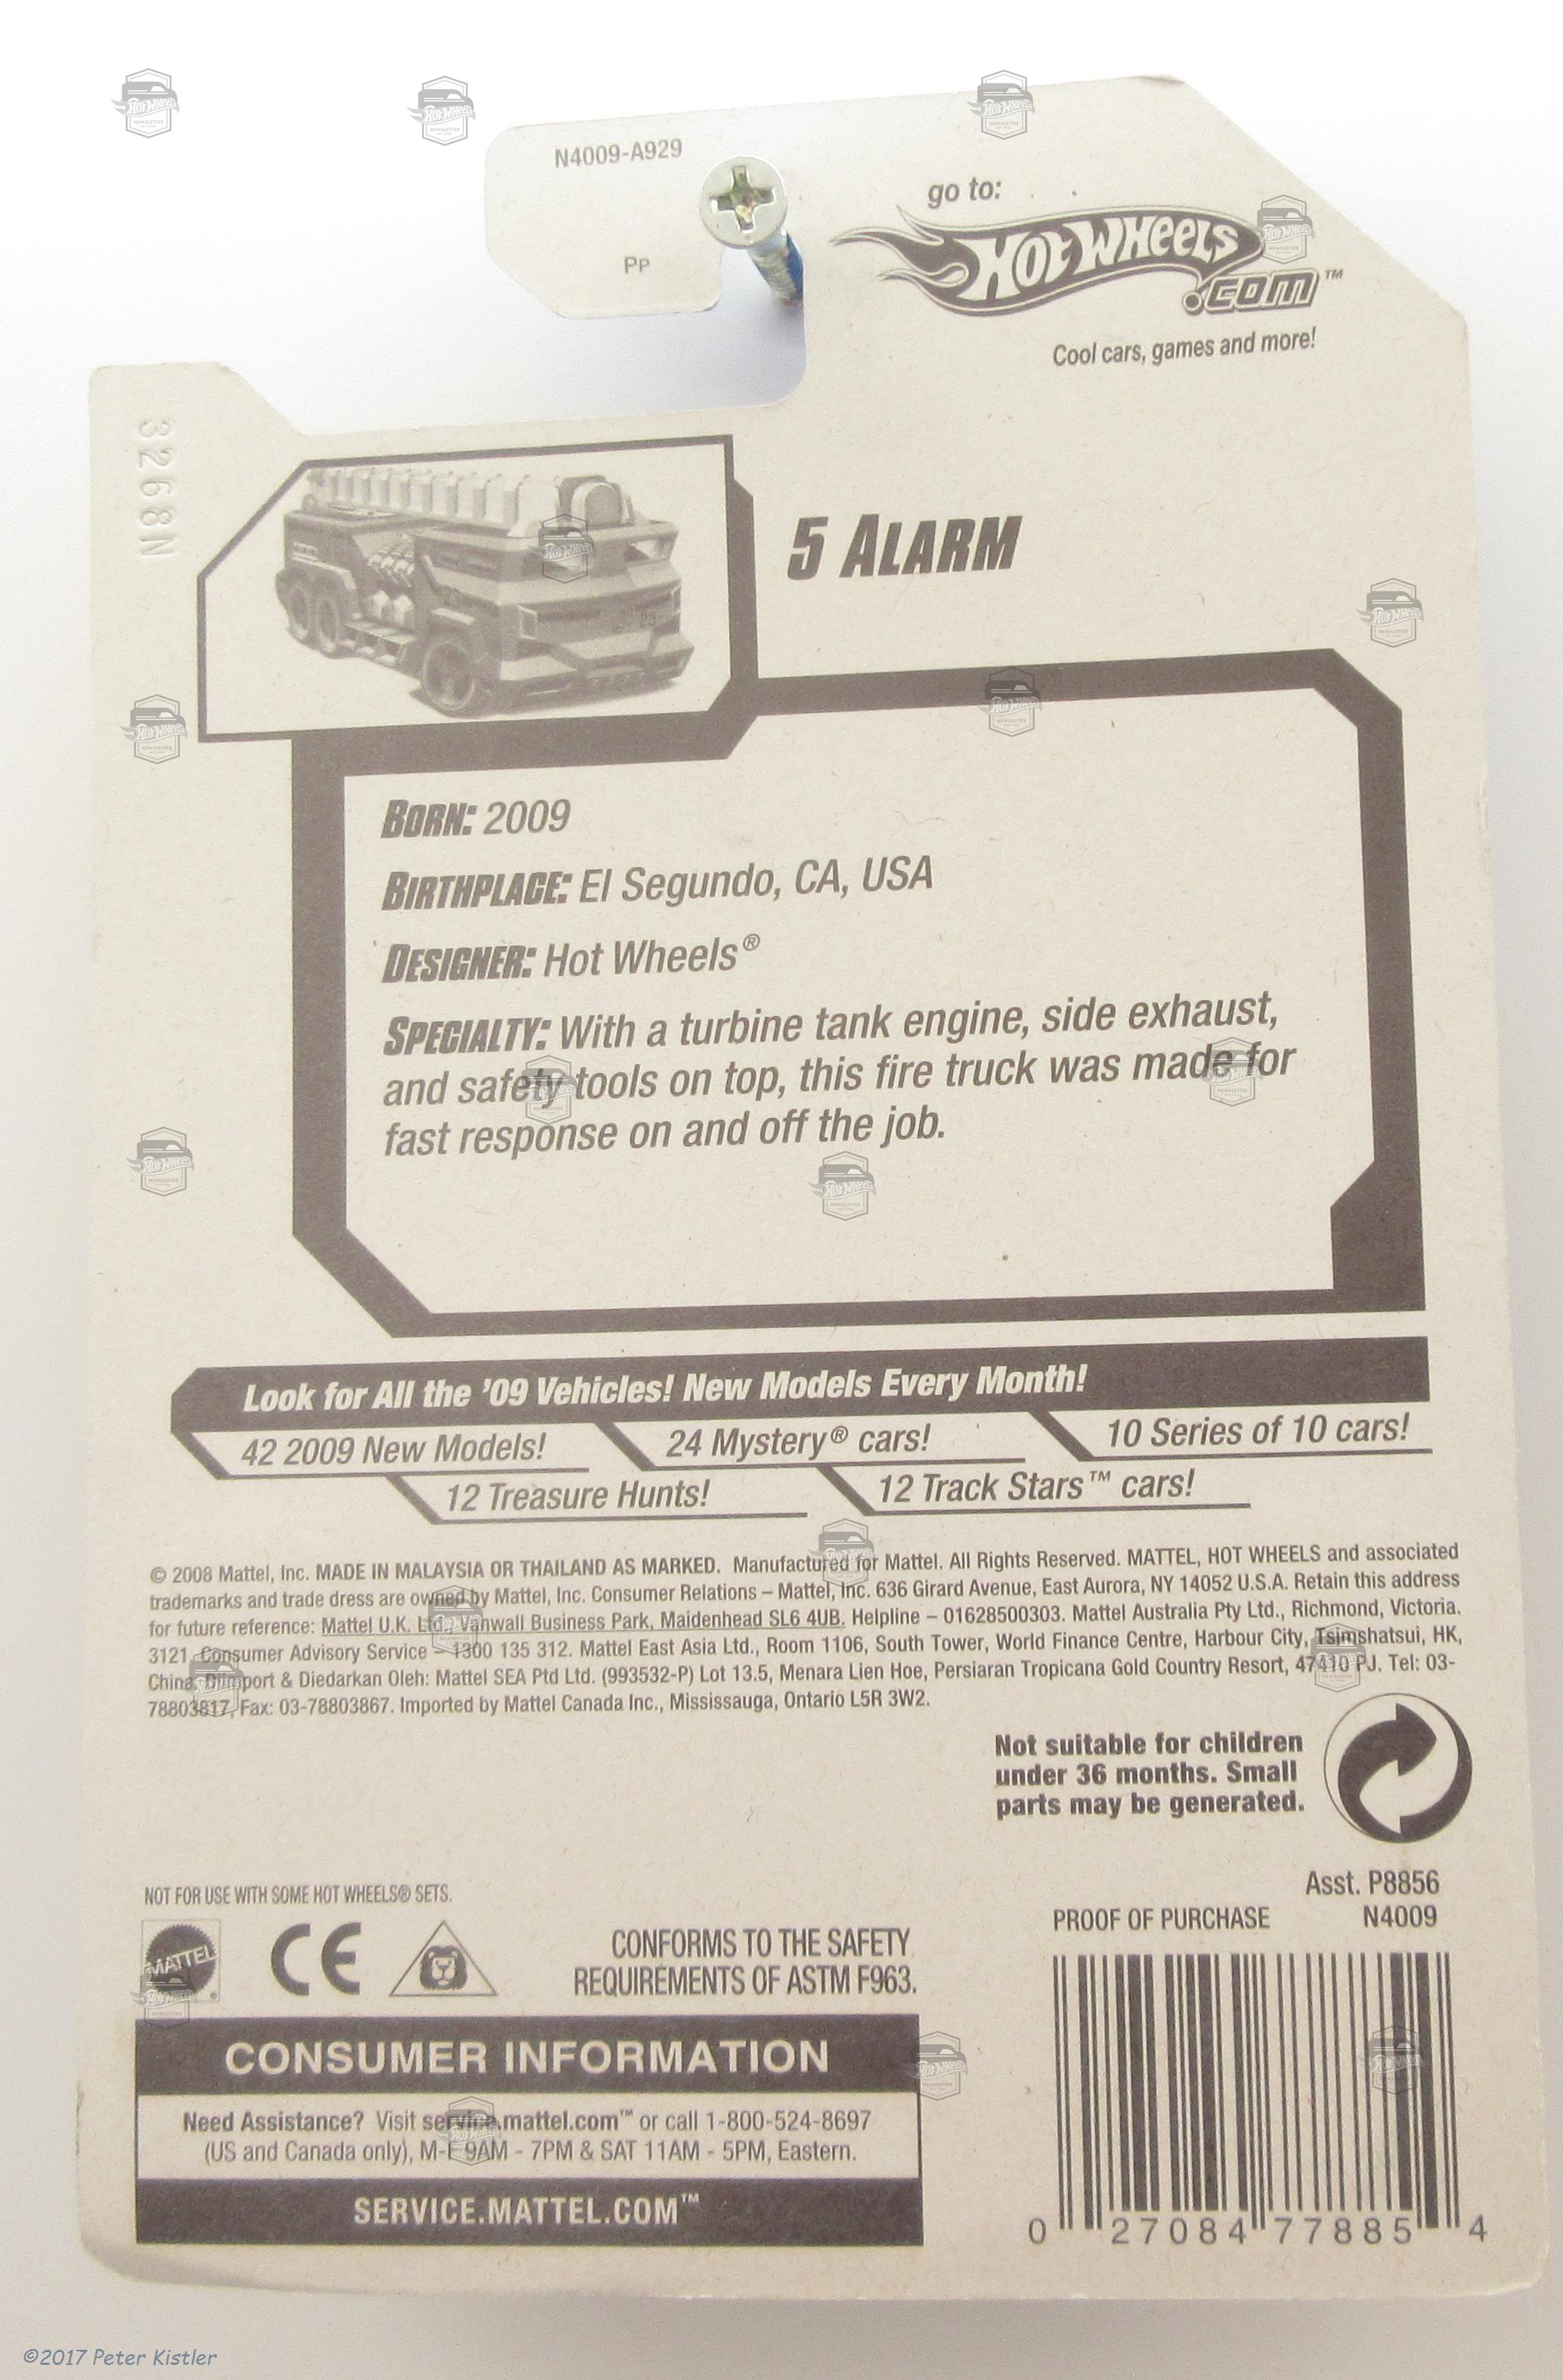 N4009-A929
PP
go to:
Hot Wheels
.com™
Cool cars, games and more!
3268N
5 ALARM
BORN: 2009
BIRTHPLACE: El Segundo, CA, USA
DESIGNER: Hot Wheels®
SPECIALTY: With a turbine tank engine, side exhaust,
and safety tools on top, this fire truck was made for
fast response on and off the job.
Look for All the '09 Vehicles! New Models Every Month!
42 2009 New Models!
24 Mystery® cars!
10 Series of 10 cars!
12 Treasure Hunts!
12 Track Stars™ cars!
© 2008 Mattel, Inc. MADE IN MALAYSIA OR THAILAND AS MARKED. Manufactured for Mattel. All Rights Reserved. MATTEL, HOT WHEELS and associated
trademarks and trade dress are owned by Mattel, Inc. Consumer Relations – Mattel, Inc. 636 Girard Avenue, East Aurora, NY 14052 U.S.A. Retain this address
for future reference: Mattel U.K. Ltd., Vanwall Business Park, Maidenhead SL6 4UB. Helpline – 01628500303. Mattel Australia Pty Ltd., Richmond, Victoria.
3121. Consumer Advisory Service – 1300 135 312. Mattel East Asia Ltd., Room 1106, South Tower, World Finance Centre, Harbour City, Tsimshatsui, HK,
China. Diimport & Diedarkan Oleh: Mattel SEA Ptd Ltd. (993532-P) Lot 13.5, Menara Lien Hoe, Persiaran Tropicana Gold Country Resort, 47410 PJ. Tel: 03-
78803817, Fax: 03-78803867. Imported by Mattel Canada Inc., Mississauga, Ontario L5R 3W2.
Not suitable for children
under 36 months. Small
parts may be generated.
NOT FOR USE WITH SOME HOT WHEELS® SETS.
Asst. P8856
PROOF OF PURCHASE N4009
MATTEL
CE
CONFORMS TO THE SAFETY
REQUIREMENTS OF ASTM F963.
CONSUMER INFORMATION
Need Assistance? Visit service.mattel.com™ or call 1-800-524-8697
(US and Canada only), M-F 9AM - 7PM & SAT 11AM - 5PM, Eastern.
SERVICE.MATTEL.COM™
0 27084 77885 4
©2017 Peter Kistler